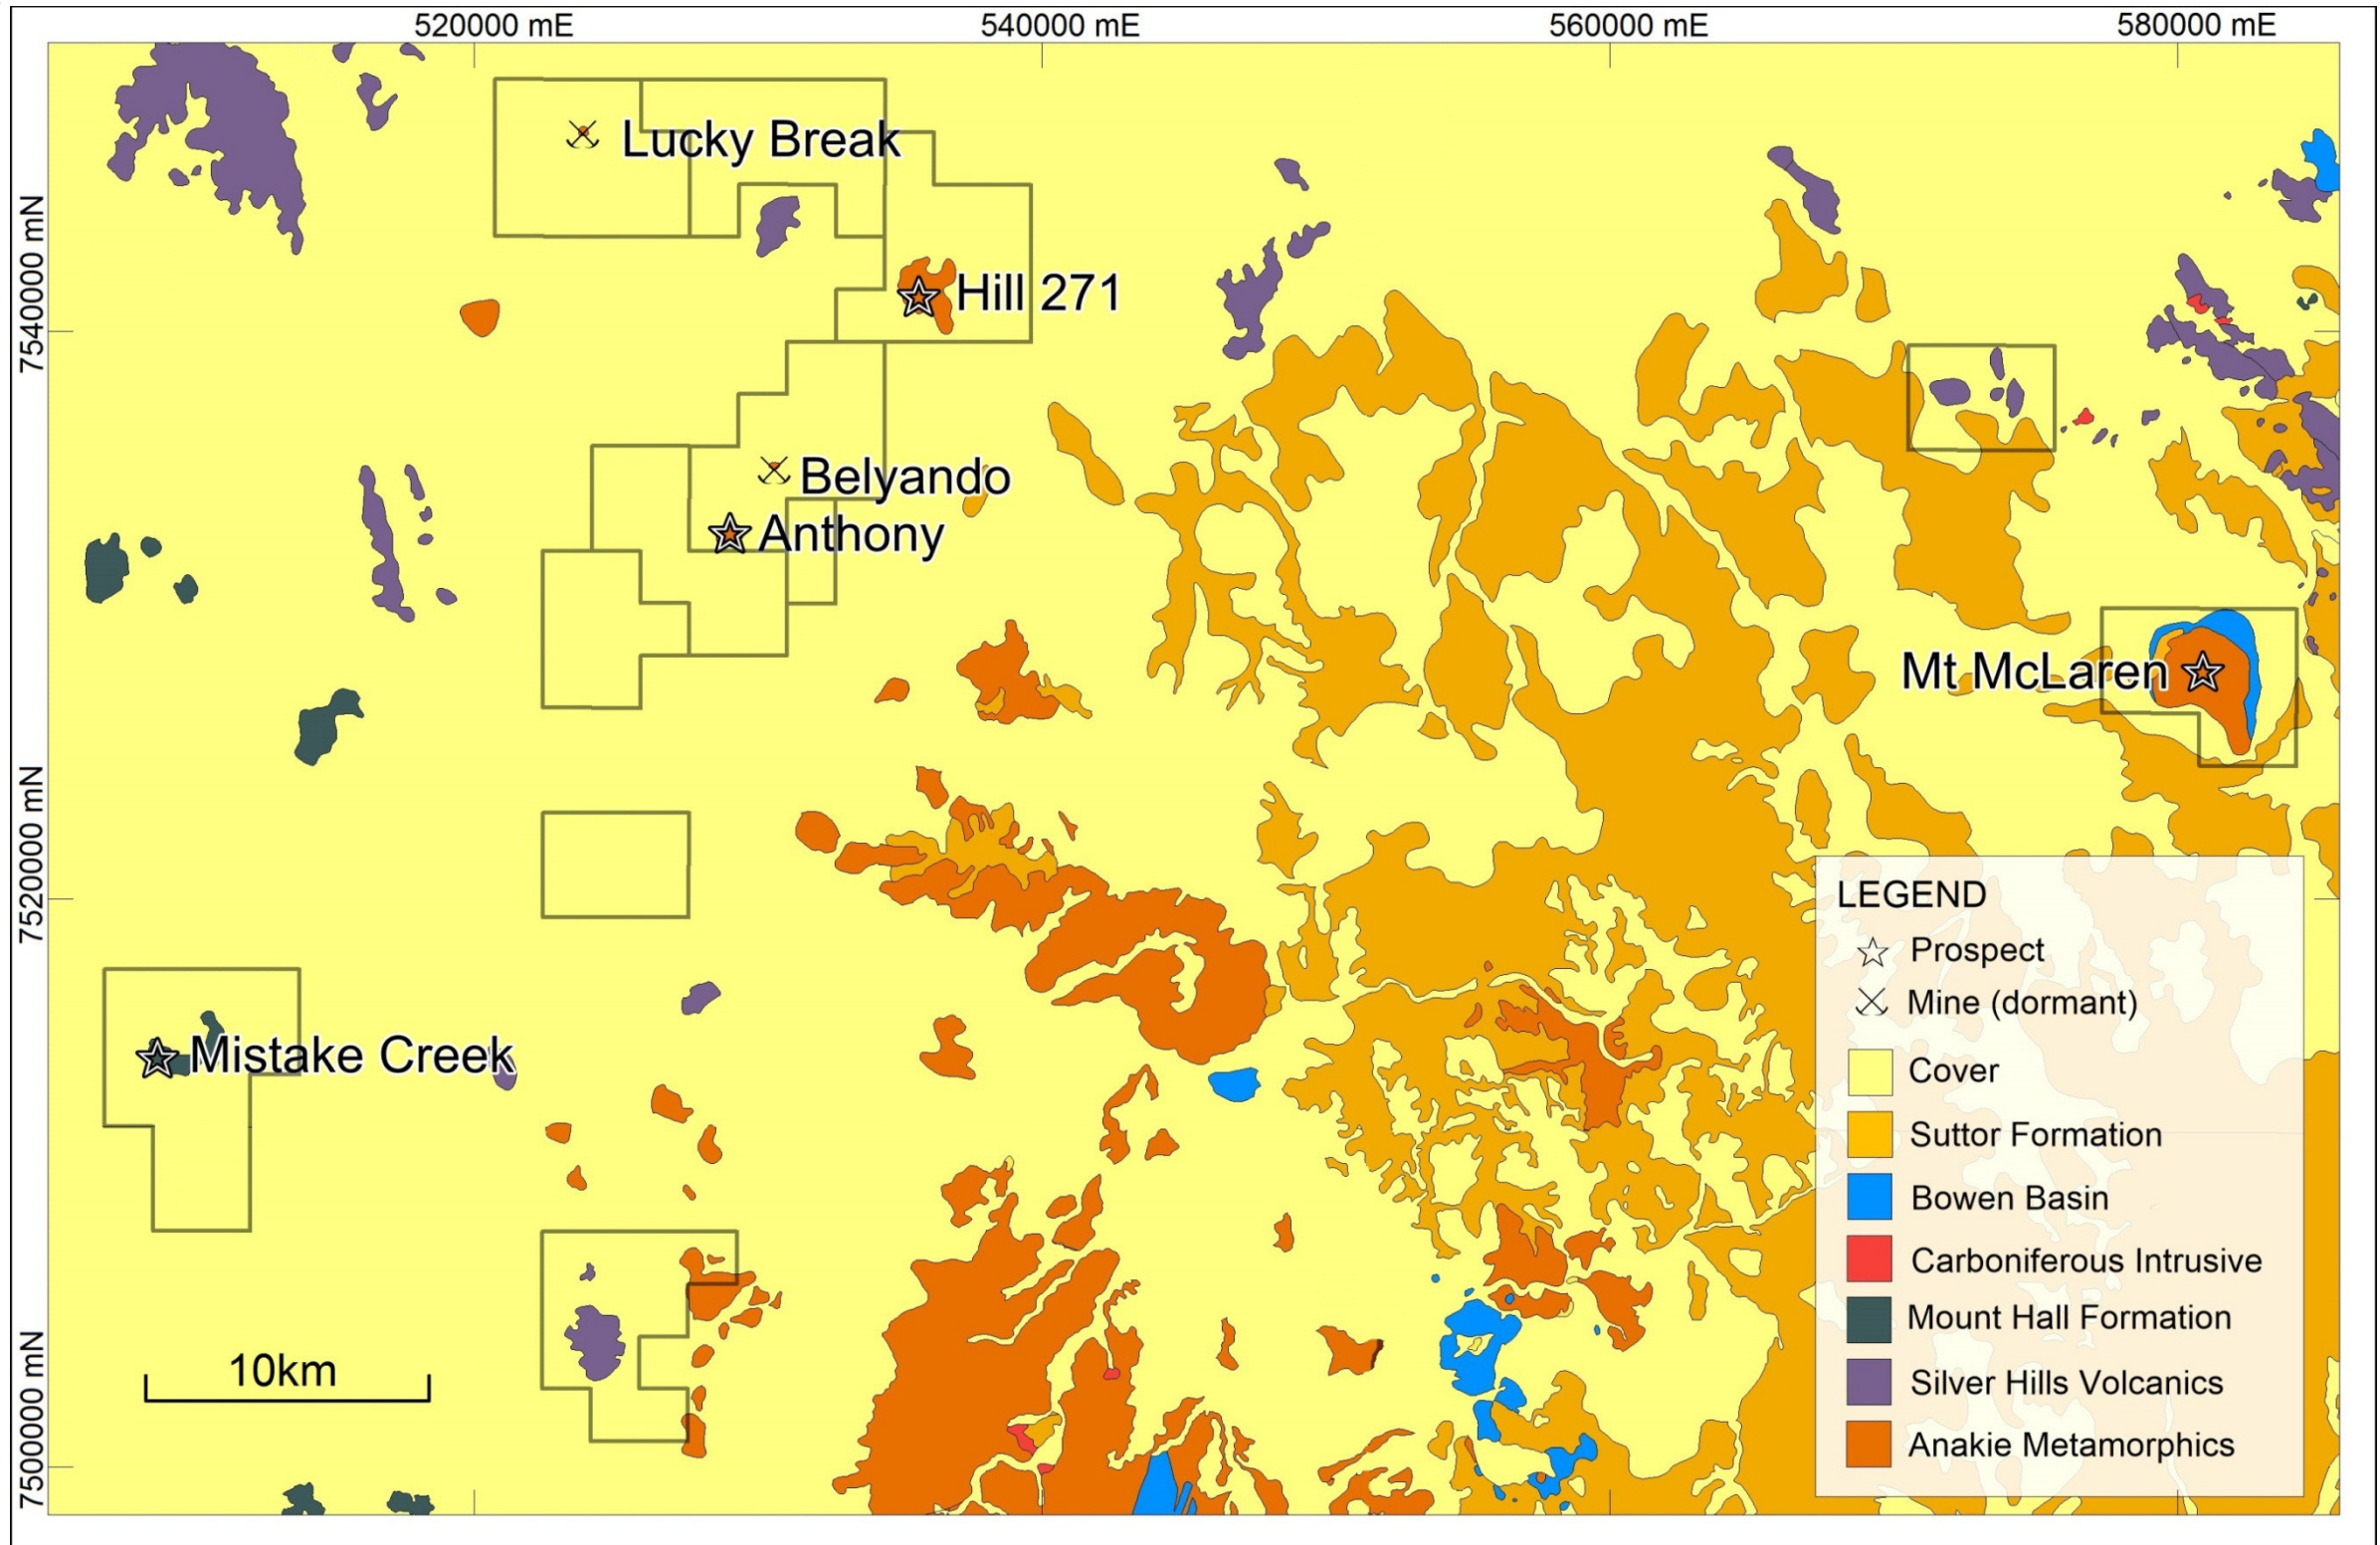 520000 mE
540000 mE
560000 mE
580000 mE
7540000 mN
7520000 mN
7500000 mN
Lucky Break
Hill 271
Belyando
Anthony
Mt McLaren
Mistake Creek
10km
LEGEND
Prospect
Mine (dormant)
Cover
Suttor Formation
Bowen Basin
Carboniferous Intrusive
Mount Hall Formation
Silver Hills Volcanics
Anakie Metamorphics